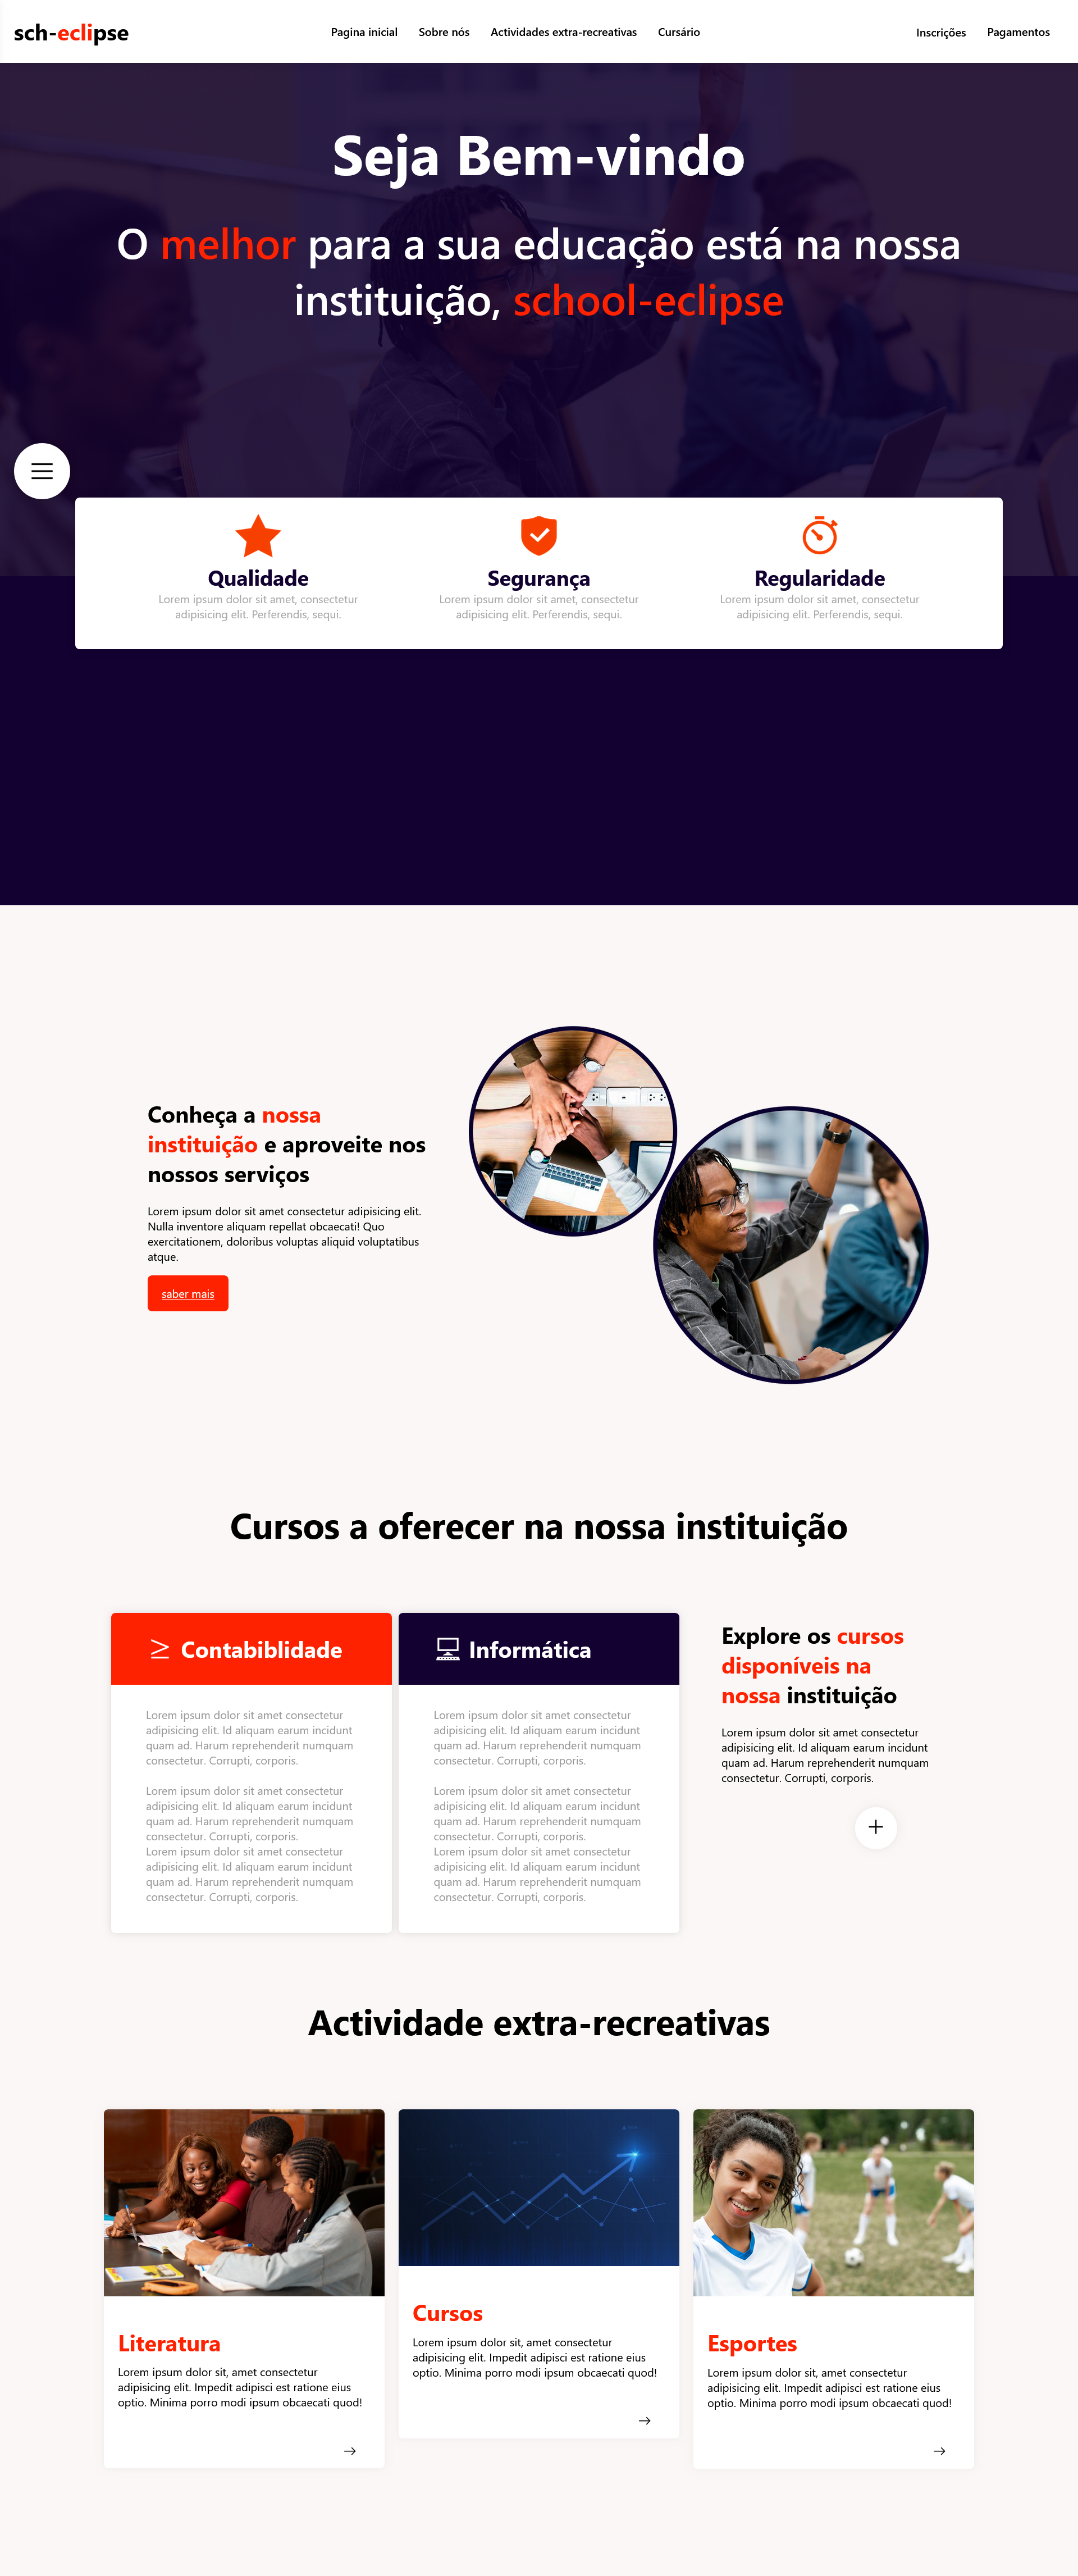 sch-eclipse
Pagina inicial Sobre nós Actividades extra-recreativas Cursário
Inscrições Pagamentos
Seja Bem-vindo
O melhor para a sua educação está na nossa
instituição, school-eclipse
Qualidade
Lorem ipsum dolor sit amet, consectetur
adipisicing elit. Perferendis, sequi.
Segurança
Lorem ipsum dolor sit amet, consectetur
adipisicing elit. Perferendis, sequi.
Regularidade
Lorem ipsum dolor sit amet, consectetur
adipisicing elit. Perferendis, sequi.
Conheça a nossa
instituição e aproveite nos
nossos serviços
Lorem ipsum dolor sit amet consectetur adipisicing elit.
Nulla inventore aliquam repellat obcaecati! Quo
exercitationem, doloribus voluptas aliquid voluptatibus
atque.
saber mais
Cursos a oferecer na nossa instituição
Contabiblidade
Lorem ipsum dolor sit amet consectetur
adipisicing elit. Id aliquam earum incidunt
quam ad. Harum reprehenderit numquam
consectetur. Corrupti, corporis.
Lorem ipsum dolor sit amet consectetur
adipisicing elit. Id aliquam earum incidunt
quam ad. Harum reprehenderit numquam
consectetur. Corrupti, corporis.
Lorem ipsum dolor sit amet consectetur
adipisicing elit. Id aliquam earum incidunt
quam ad. Harum reprehenderit numquam
consectetur. Corrupti, corporis.
Informática
Lorem ipsum dolor sit amet consectetur
adipisicing elit. Id aliquam earum incidunt
quam ad. Harum reprehenderit numquam
consectetur. Corrupti, corporis.
Lorem ipsum dolor sit amet consectetur
adipisicing elit. Id aliquam earum incidunt
quam ad. Harum reprehenderit numquam
consectetur. Corrupti, corporis.
Lorem ipsum dolor sit amet consectetur
adipisicing elit. Id aliquam earum incidunt
quam ad. Harum reprehenderit numquam
consectetur. Corrupti, corporis.
Explore os cursos
disponíveis na
nossa instituição
Lorem ipsum dolor sit amet consectetur
adipisicing elit. Id aliquam earum incidunt
quam ad. Harum reprehenderit numquam
consectetur. Corrupti, corporis.
Actividade extra-recreativas
Literatura
Lorem ipsum dolor sit, amet consectetur
adipisicing elit. Impedit adipisci est ratione eius
optio. Minima porro modi ipsum obcaecati quod!
Cursos
Lorem ipsum dolor sit, amet consectetur
adipisicing elit. Impedit adipisci est ratione eius
optio. Minima porro modi ipsum obcaecati quod!
Esportes
Lorem ipsum dolor sit, amet consectetur
adipisicing elit. Impedit adipisci est ratione eius
optio. Minima porro modi ipsum obcaecati quod!